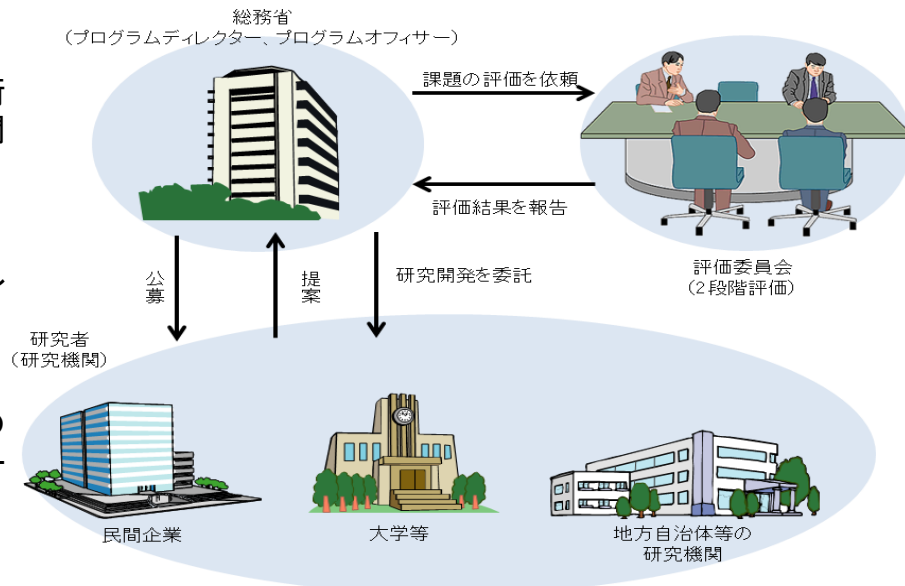 総務省
(プログラムディレクター、プログラムオフィサー)
課題の評価を依頼
評価結果を報告
評価委員会
(2段階評価)
公募
提案
研究開発を委託
研究者
(研究機関)
民間企業
大学等
地方自治体等の
研究機関